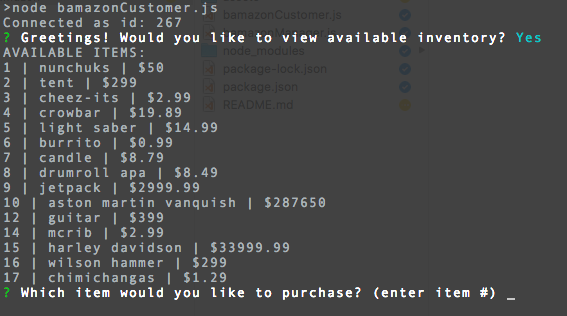 >node bamazonCustomer.js
Connected as id: 267
? Greetings! Would you like to view available inventory? Yes
AVAILABLE ITEMS:
1 | nunchuks | $50
2 | tent | $299
3 | cheez-its | $2.99
4 | crowbar | $19.89
5 | light saber | $14.99
6 | burrito | $0.99
7 | candle | $8.79
8 | drumroll apa | $8.49
9 | jetpack | $2999.99
10 | aston martin vanquish | $287650
12 | guitar | $399
14 | mcrib | $2.99
15 | harley davidson | $33999.99
16 | wilson hammer | $299
17 | chimichangas | $1.29
? Which item would you like to purchase? (enter item #) _
bamazonCustomer.js
node_modules
package-lock.json
package.json
README.md